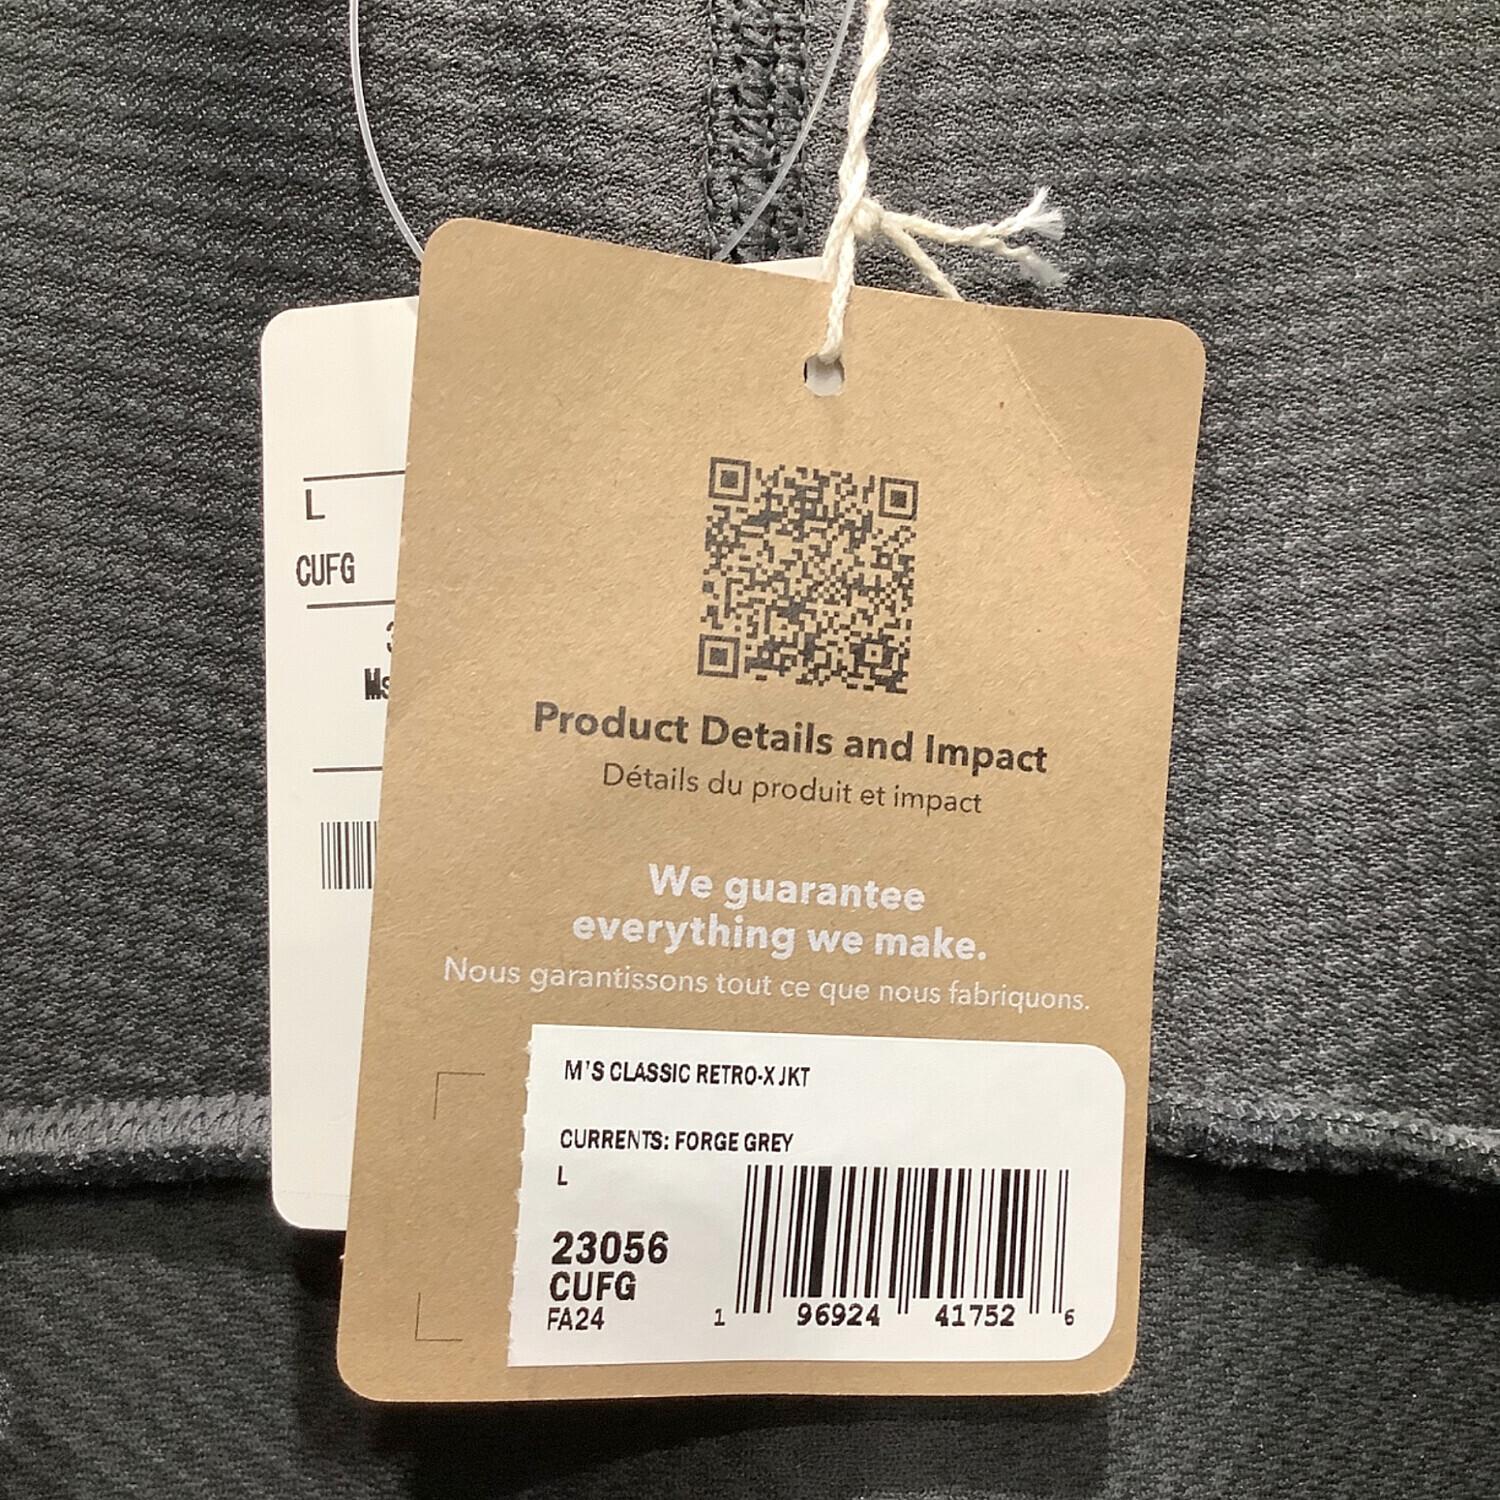 L
CUFG
Product Details and Impact
Détails du produit et impact
We guarantee
everything we make.
Nous garantissons tout ce que nous fabriquons.
M'S CLASSIC RETRO-X JKT
CURRENTS: FORGE GREY
L
23056
CUFG
FA24
1 96924 41752 6